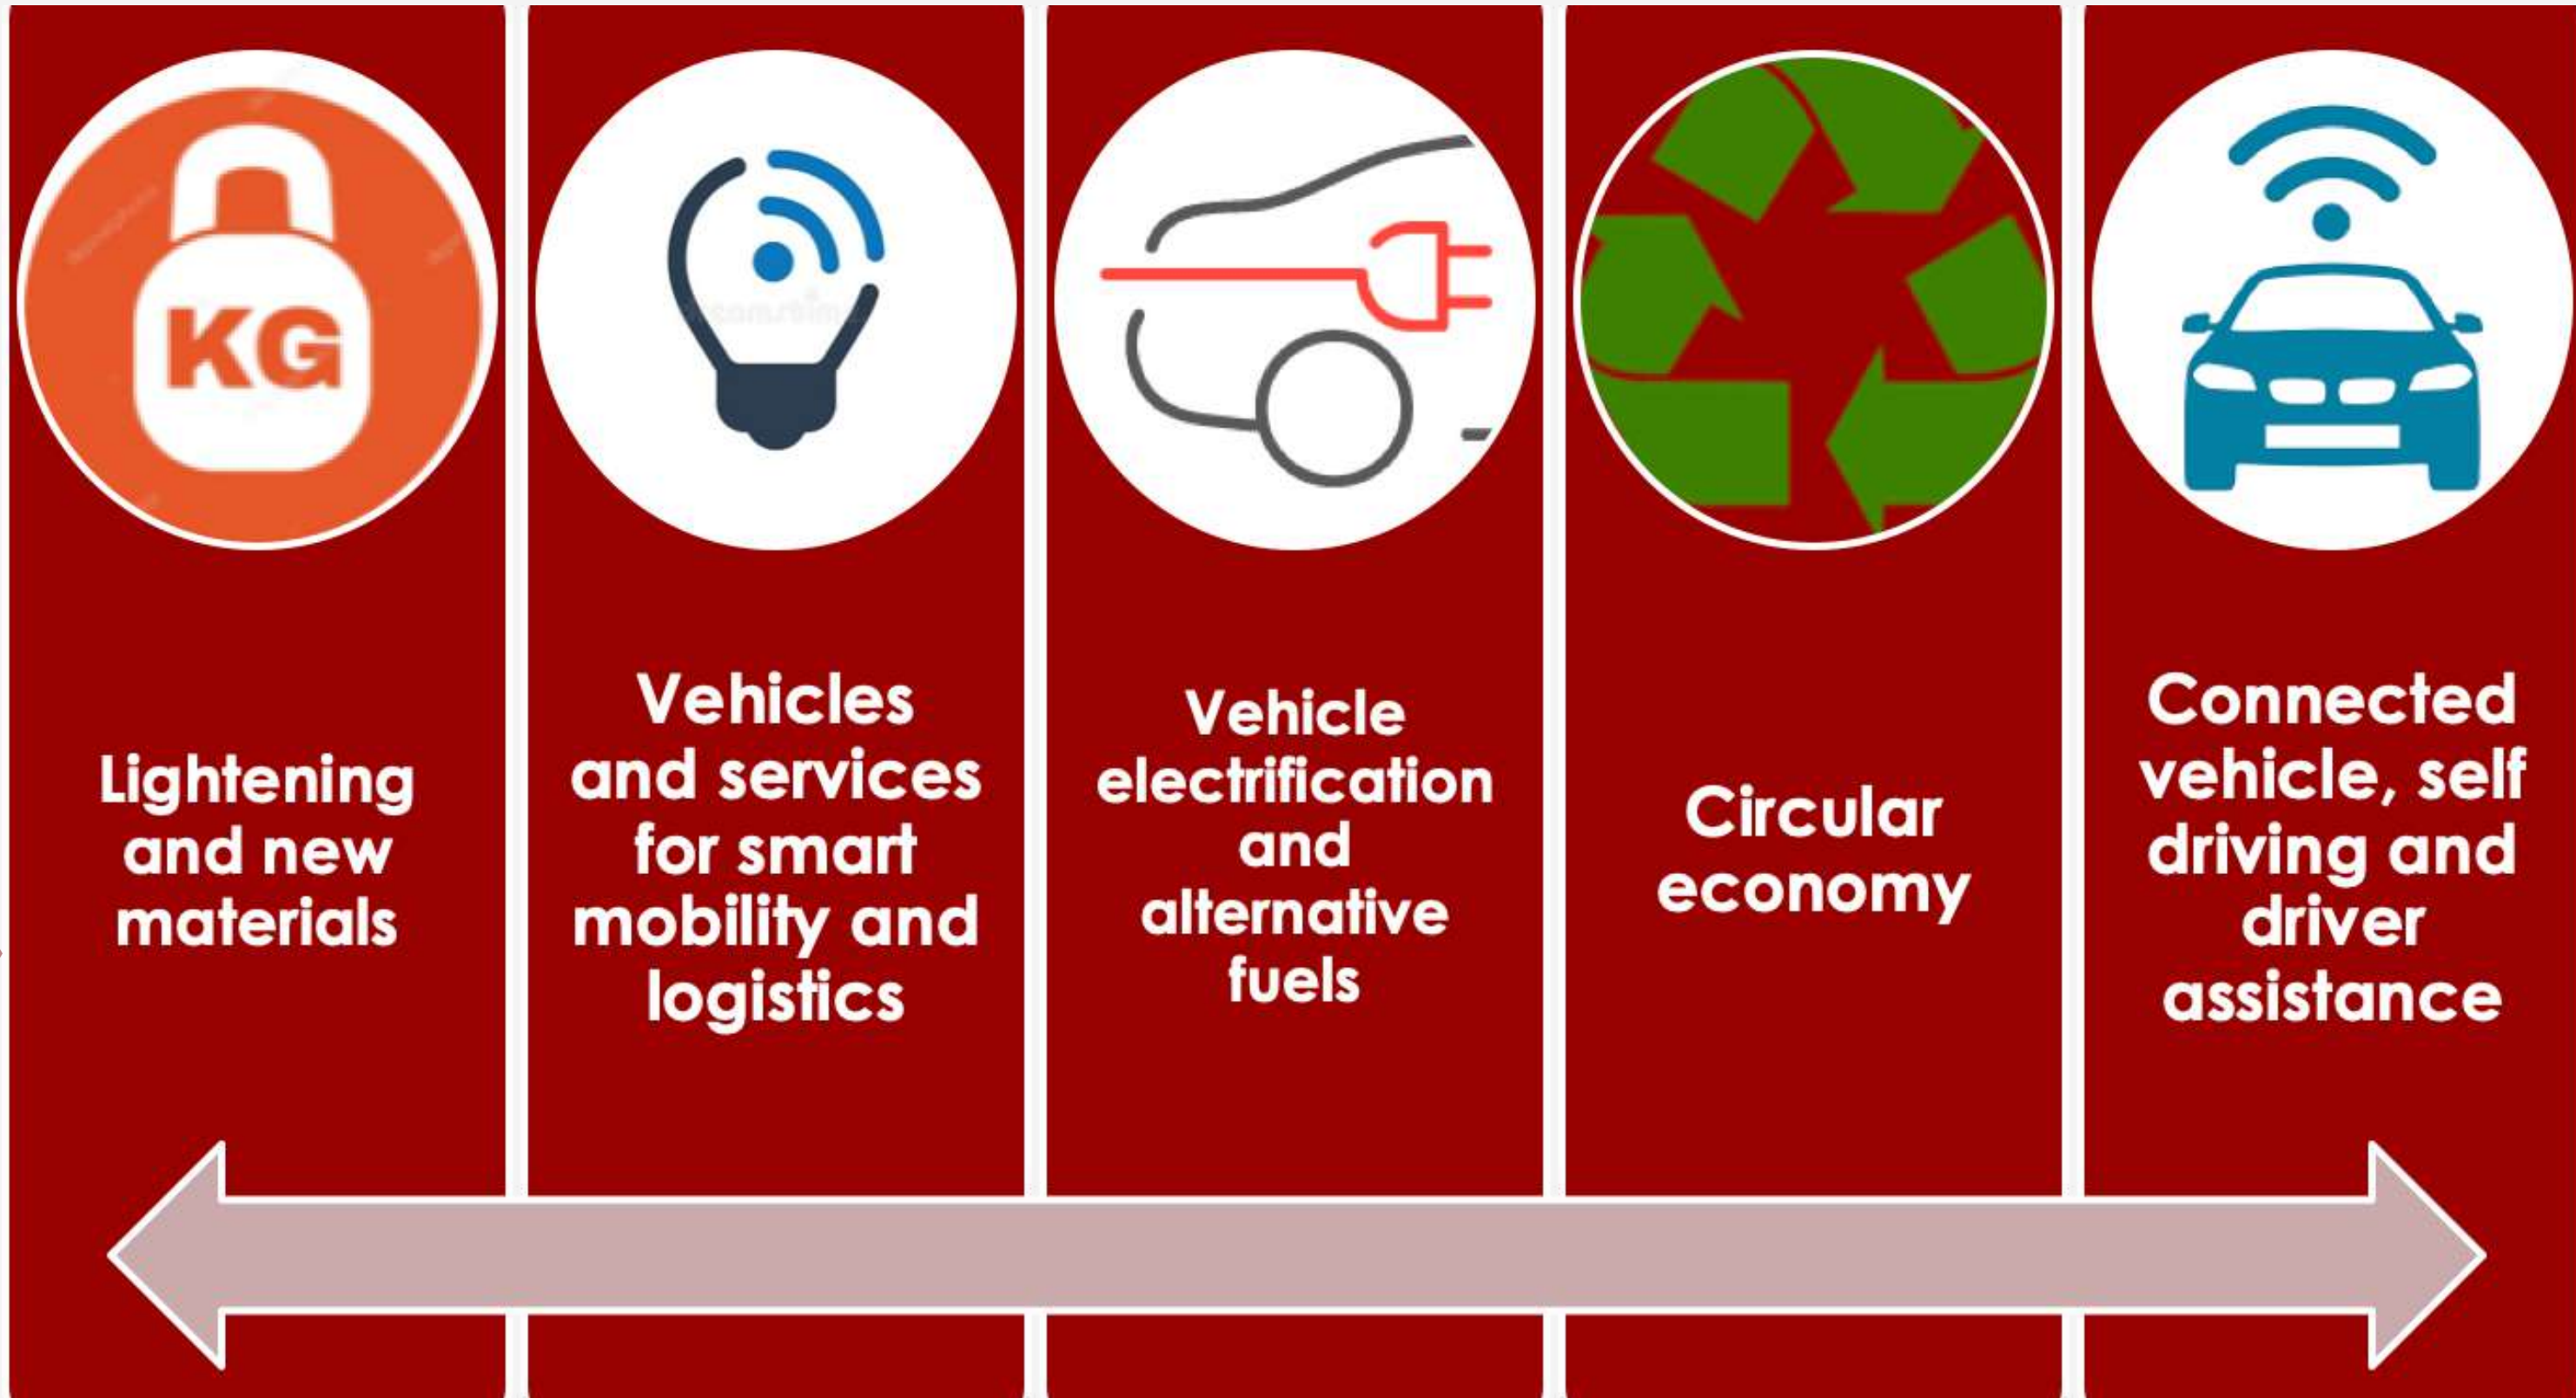 KG
Lightening
and new
materials
Vehicles
and services
for smart
mobility and
logistics
Vehicle
electrification
and
alternative
fuels
Circular
economy
Connected
vehicle, self
driving and
driver
assistance